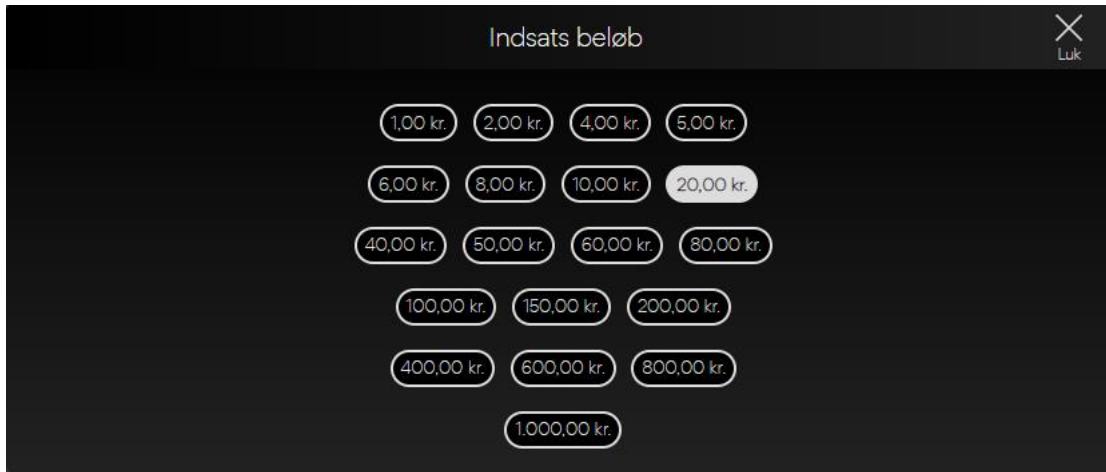 Indsats beløb
Luk
1,00 kr. 2,00 kr. 4,00 kr. 5,00 kr.
6,00 kr. 8,00 kr. 10,00 kr. 20,00 kr.
40,00 kr. 50,00 kr. 60,00 kr. 80,00 kr.
100,00 kr. 150,00 kr. 200,00 kr.
400,00 kr. 600,00 kr. 800,00 kr.
1.000,00 kr.